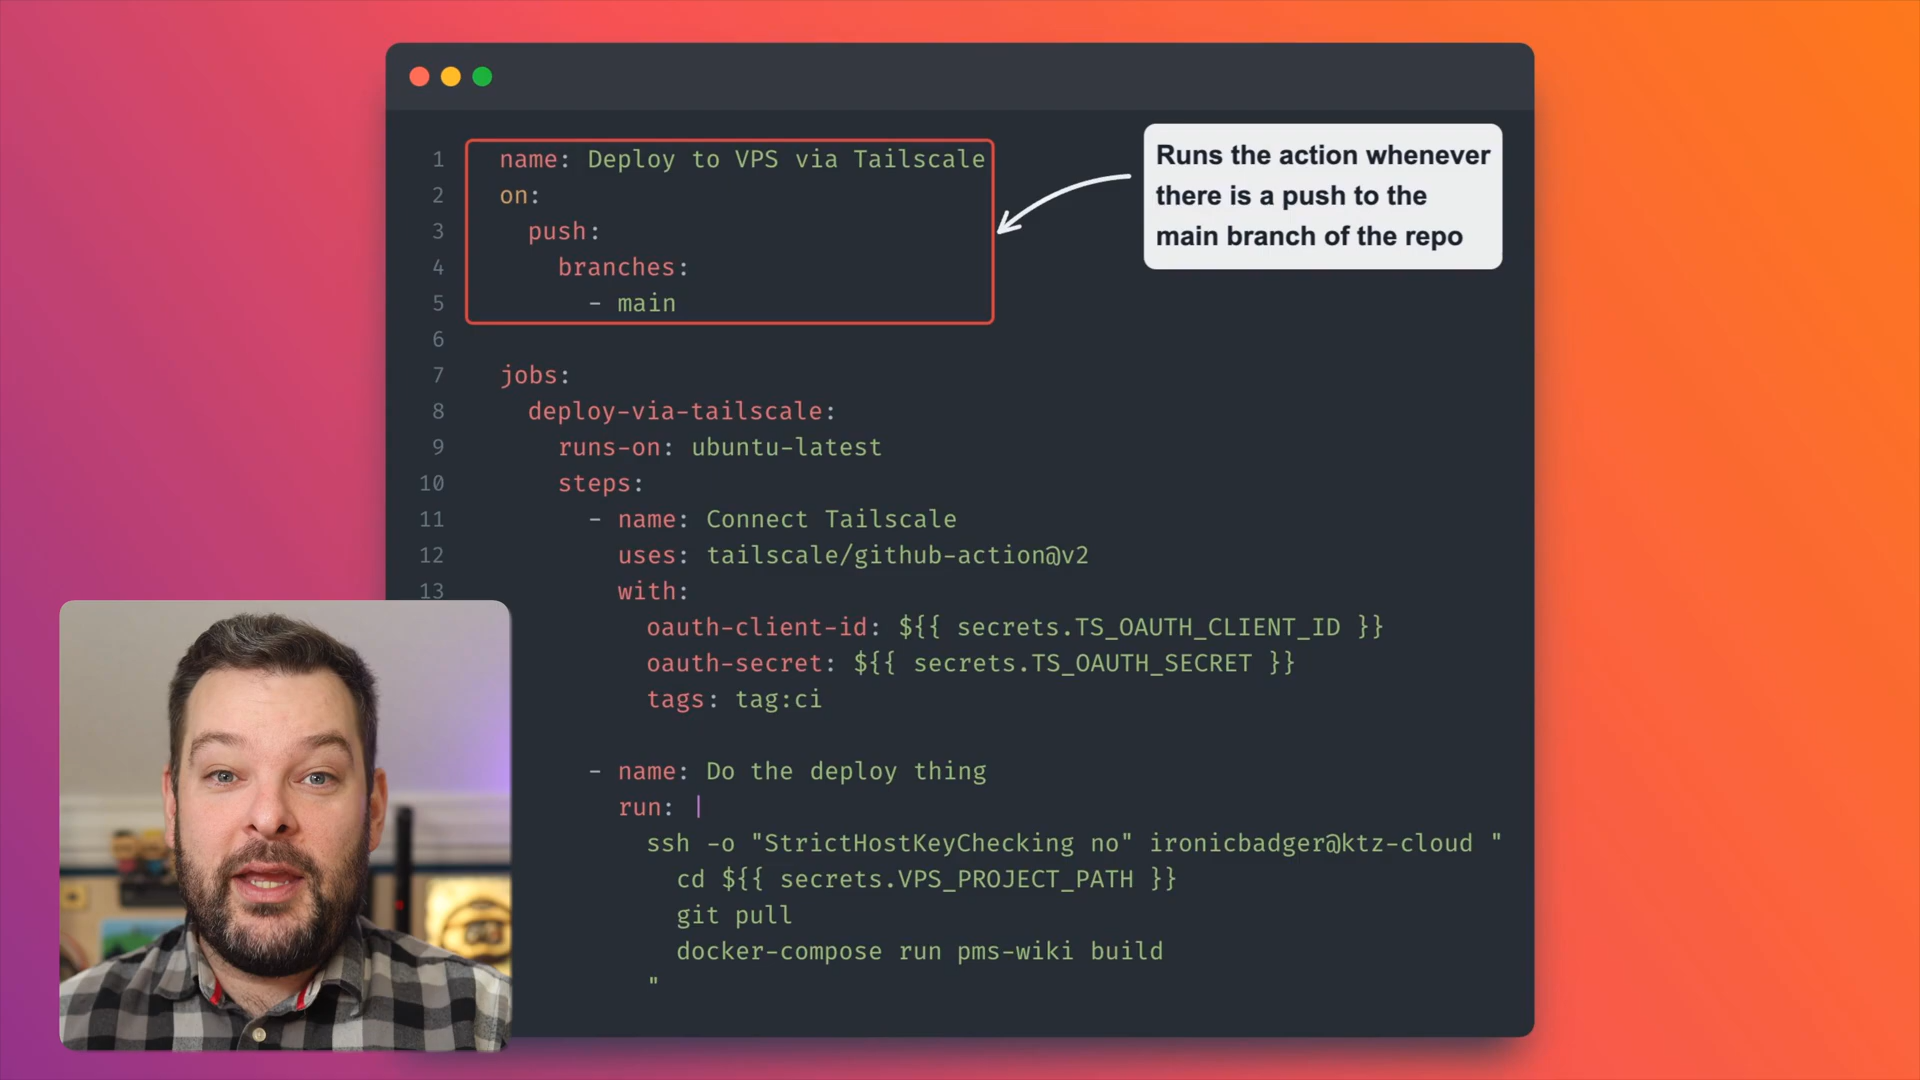 1 name: Deploy to VPS via Tailscale
2 on:
3 push:
4 branches:
5 - main
6
7 jobs:
8 deploy-via-tailscale:
9 runs-on: ubuntu-latest
10 steps:
11 - name: Connect Tailscale
12 uses: tailscale/github-action@v2
13 with:
oauth-client-id: ${{ secrets.TS_OAUTH_CLIENT_ID }}
oauth-secret: ${{ secrets.TS_OAUTH_SECRET }}
tags: tag:ci
- name: Do the deploy thing
run: |
ssh -o "StrictHostKeyChecking no" ironicbadger@ktz-cloud "
cd ${{ secrets.VPS_PROJECT_PATH }}
git pull
docker-compose run pms-wiki build
"
Runs the action whenever
there is a push to the
main branch of the repo